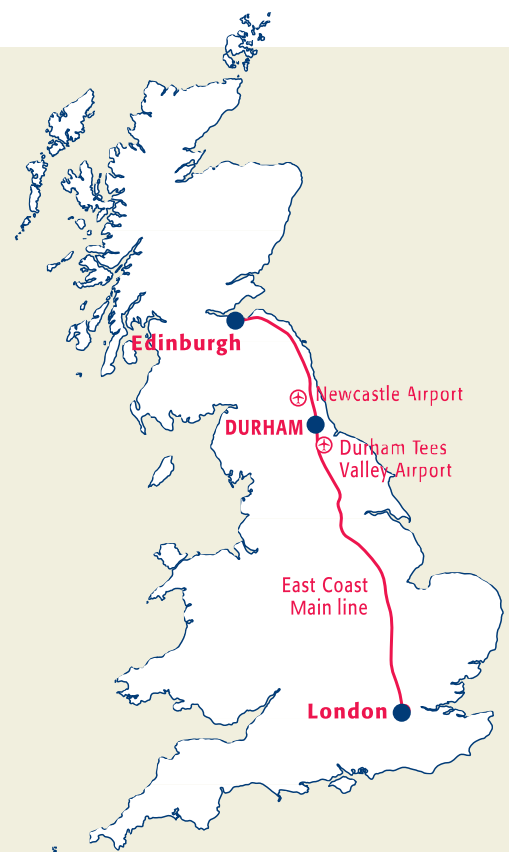 Edinburgh
Newcastle Airport
DURHAM
Durham Tees
Valley Airport
East Coast
Main line
London